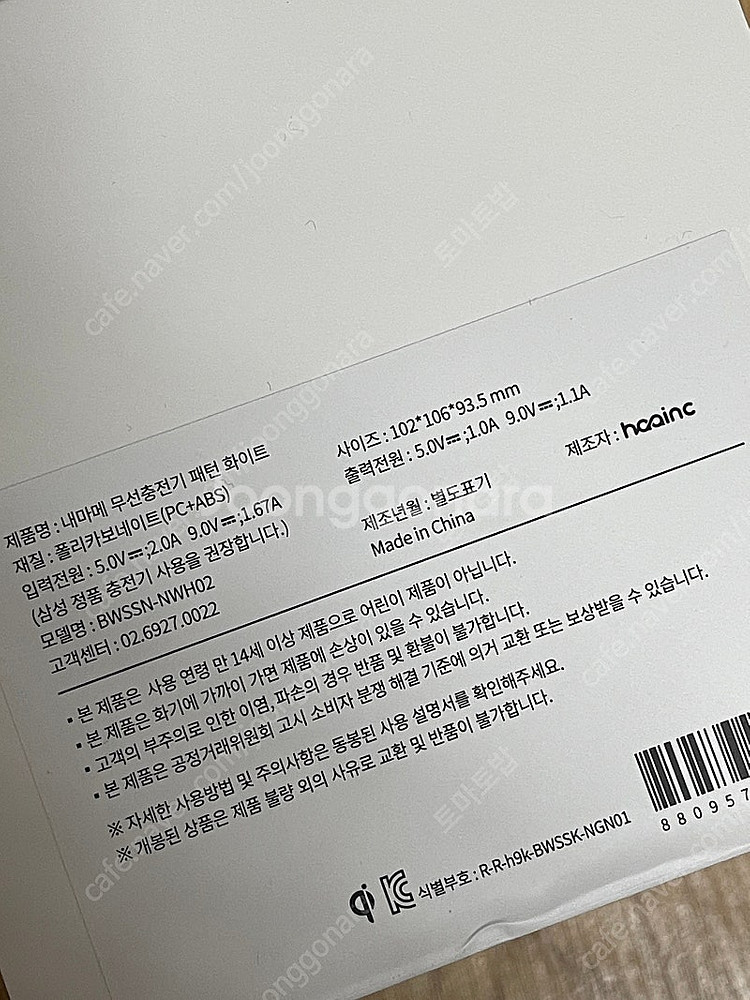 제품명 : 내마메 무선충전기 패턴 화이트
재질 : 폴리카보네이트(PC+ABS)
입력전원 : 5.0V⎓;2.0A 9.0V⎓;1.67A
(삼성 정품 충전기 사용을 권장합니다.)
모델명 : BWSSN-NWH02
고객센터 : 02.6927.0022
사이즈 : 102*106*93.5 mm
출력전원 : 5.0V⎓;1.0A 9.0V⎓;1.1A
제조년월 : 별도표기
제조자 : hooinc
Made in China
▪ 본 제품은 사용 연령 만 14세 이상 제품으로 어린이 제품이 아닙니다.
▪ 본 제품은 화기에 가까이 가면 제품에 손상이 있을 수 있습니다.
▪ 고객의 부주의로 인한 이염, 파손의 경우 반품 및 환불이 불가합니다.
▪ 본 제품은 공정거래위원회 고시 소비자 분쟁 해결 기준에 의거 교환 또는 보상받을 수 있습니다.
※ 자세한 사용방법 및 주의사항은 동봉된 사용 설명서를 확인해주세요.
※ 개봉된 상품은 제품 불량 외의 사유로 교환 및 반품이 불가합니다.
qi
식별부호 : R-R-h9k-BWSSK-NGN01
880957
cafe.naver.com/joonggonara
토마토밥
Joonggonara